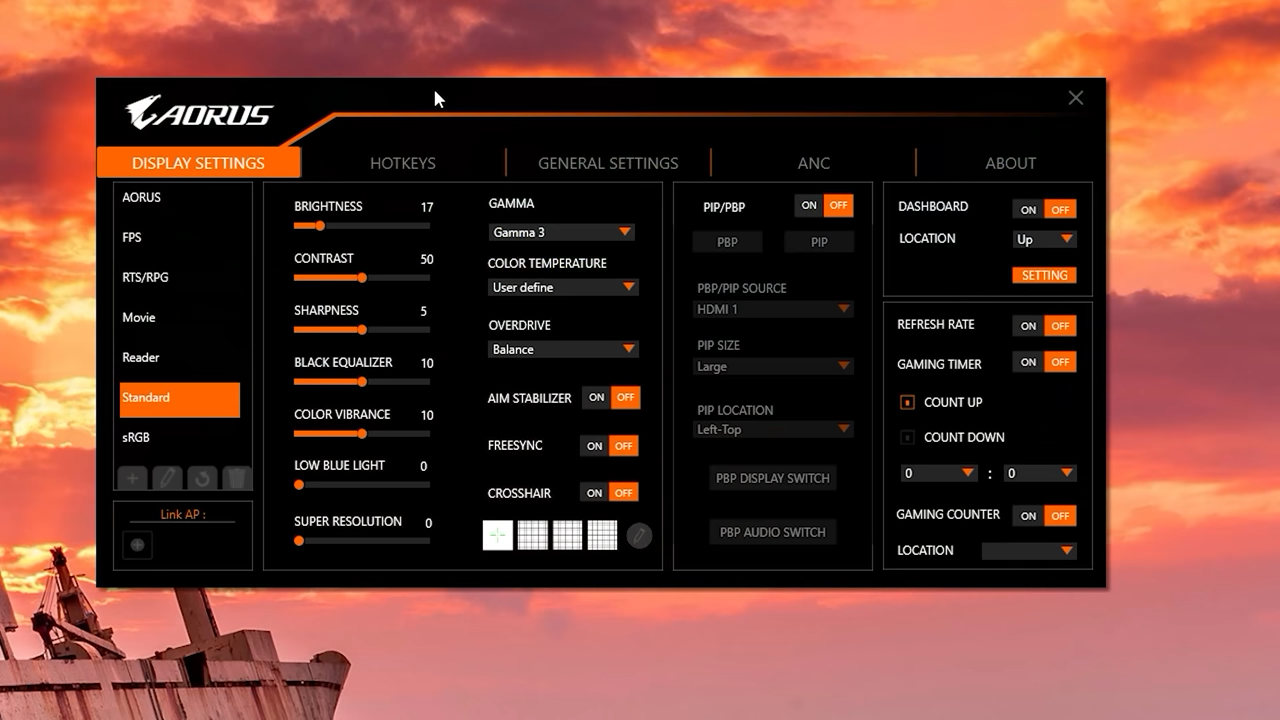 AORUS
DISPLAY SETTINGS
HOTKEYS
GENERAL SETTINGS
ANC
ABOUT
AORUS
FPS
RTS/RPG
Movie
Reader
Standard
sRGB
Link AP :
BRIGHTNESS 17
CONTRAST 50
SHARPNESS 5
BLACK EQUALIZER 10
COLOR VIBRANCE 10
LOW BLUE LIGHT 0
SUPER RESOLUTION 0
GAMMA
Gamma 3
COLOR TEMPERATURE
User define
OVERDRIVE
Balance
AIM STABILIZER ON OFF
FREESYNC ON OFF
CROSSHAIR ON OFF
PIP/PBP ON OFF
PBP PIP
PBP/PIP SOURCE
HDMI 1
PIP SIZE
Large
PIP LOCATION
Left-Top
PBP DISPLAY SWITCH
PBP AUDIO SWITCH
DASHBOARD ON OFF
LOCATION Up
SETTING
REFRESH RATE ON OFF
GAMING TIMER ON OFF
COUNT UP
COUNT DOWN
0 : 0
GAMING COUNTER ON OFF
LOCATION